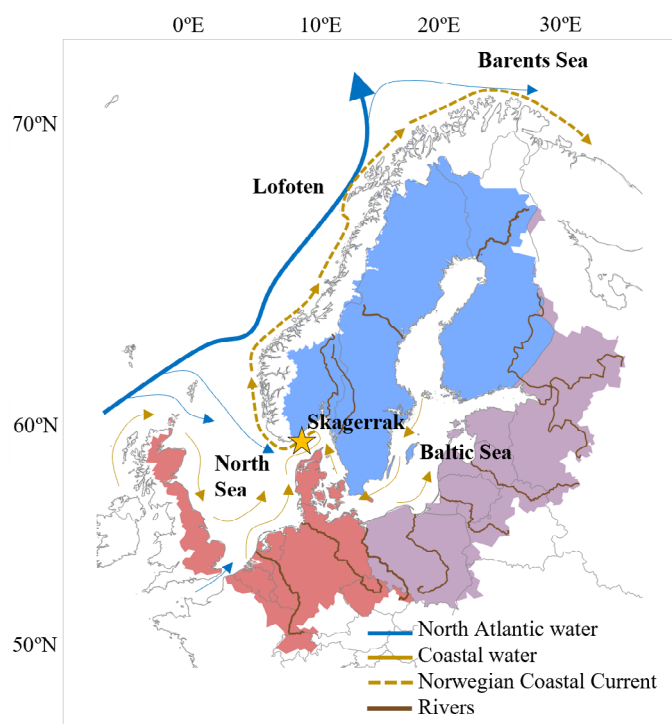 0ºE 10ºE 20ºE 30ºE
Barents Sea
70ºN
Lofoten
60ºN
Skagerrak
North
Sea
Baltic Sea
50ºN
North Atlantic water
Coastal water
Norwegian Coastal Current
Rivers